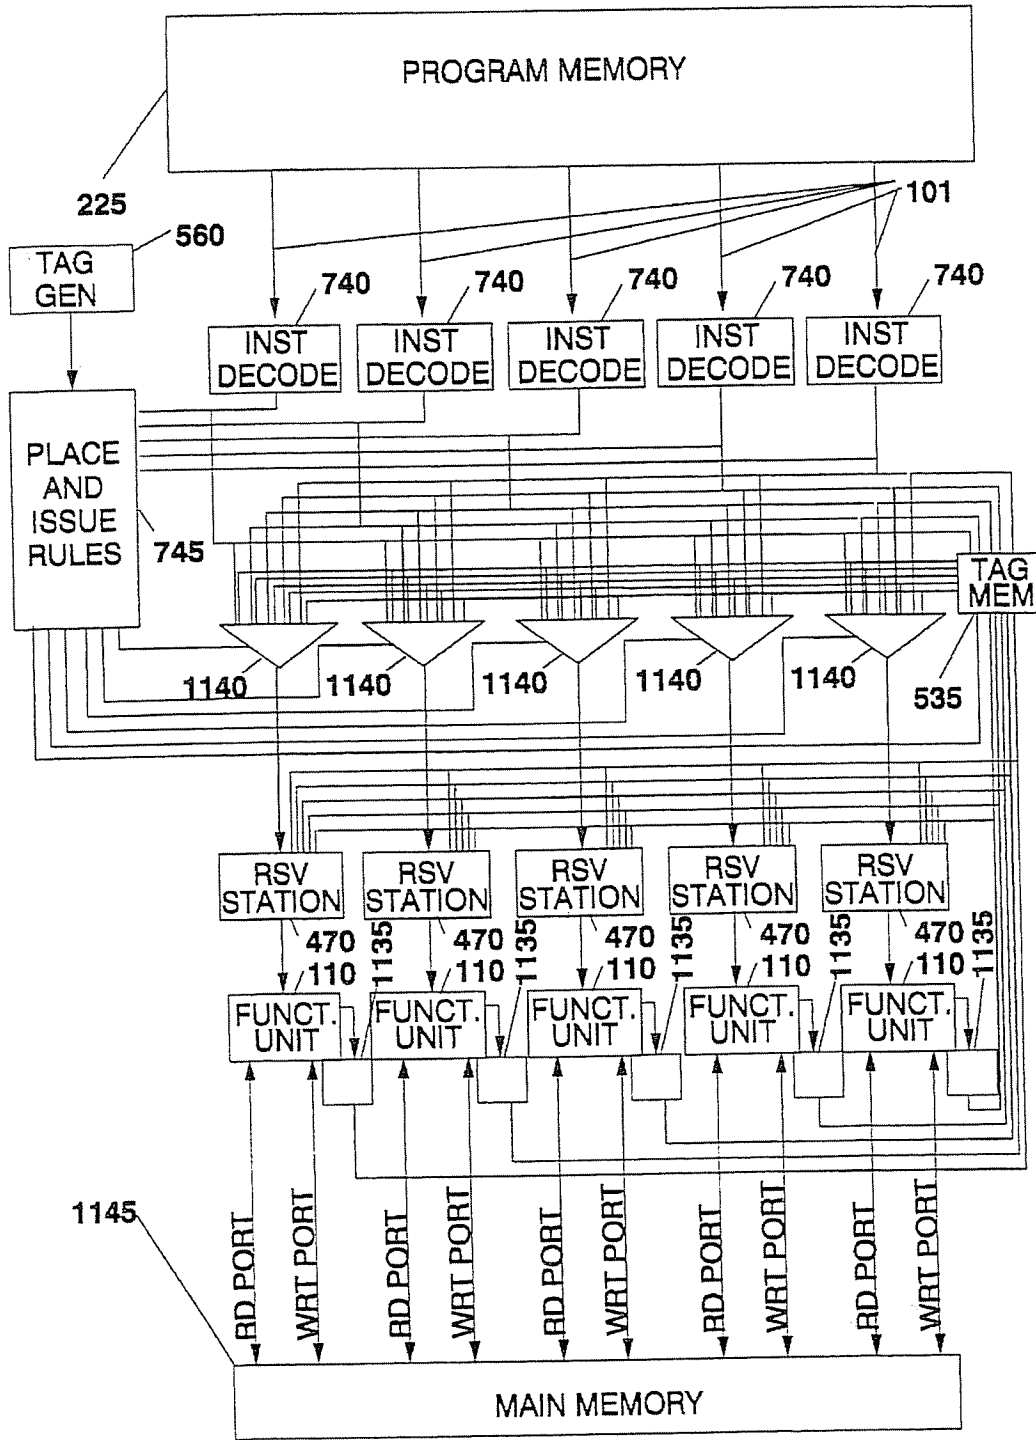 PROGRAM MEMORY
225
101
560
TAG
GEN
740 740 740 740 740
INST
DECODE
INST
DECODE
INST
DECODE
INST
DECODE
INST
DECODE
PLACE
AND
ISSUE
RULES
745
TAG
MEM
535
1140 1140 1140 1140 1140
RSV
STATION
RSV
STATION
RSV
STATION
RSV
STATION
RSV
STATION
470 470 470 470 470
1135 1135 1135 1135 1135
110 110 110 110 110
FUNCT.
UNIT
FUNCT.
UNIT
FUNCT.
UNIT
FUNCT.
UNIT
FUNCT.
UNIT
RD PORT
WRT PORT
RD PORT
WRT PORT
RD PORT
WRT PORT
RD PORT
WRT PORT
RD PORT
WRT PORT
1145
MAIN MEMORY